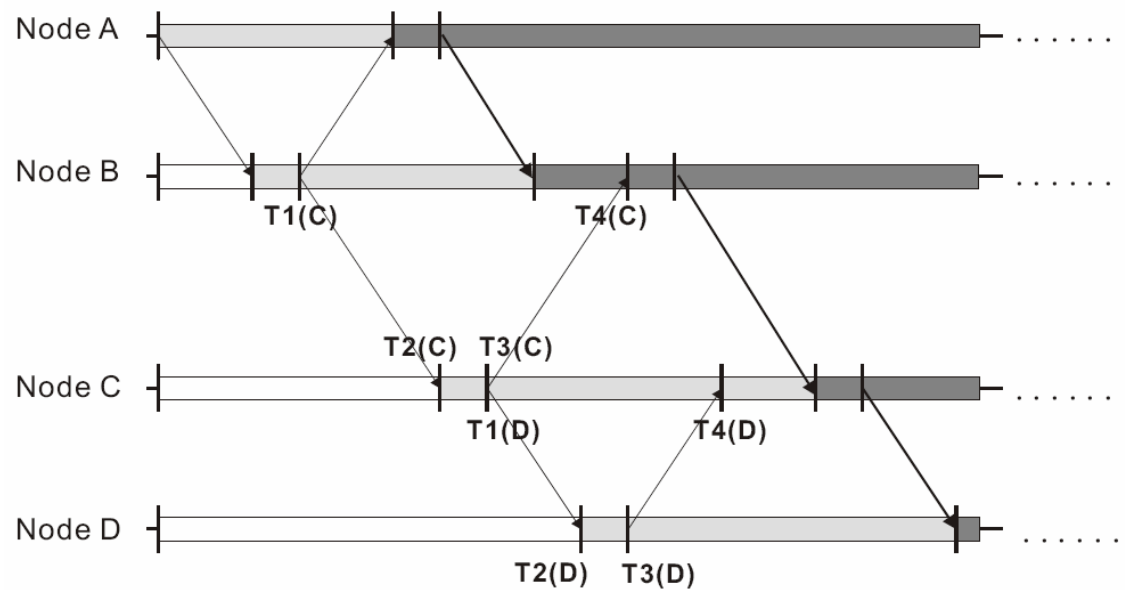 Node A . . . . . .
Node B . . . . . .
T1(C) T4(C)
T2(C) T3(C)
Node C . . . . . .
T1(D) T4(D)
Node D . . . . . .
T2(D) T3(D)